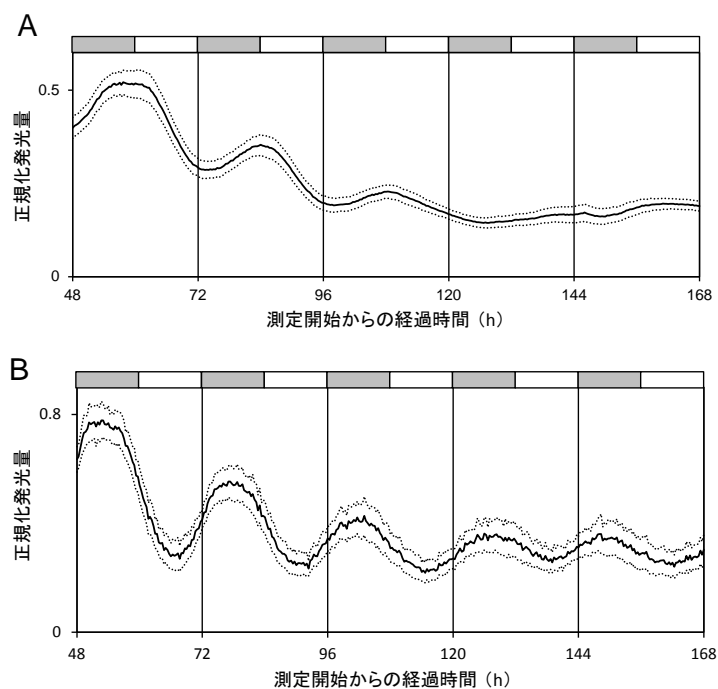 A
0.5
正規化発光量
0
48 72 96 120 144 168
測定開始からの経過時間（h）
B
0.8
正規化発光量
0
48 72 96 120 144 168
測定開始からの経過時間（h）